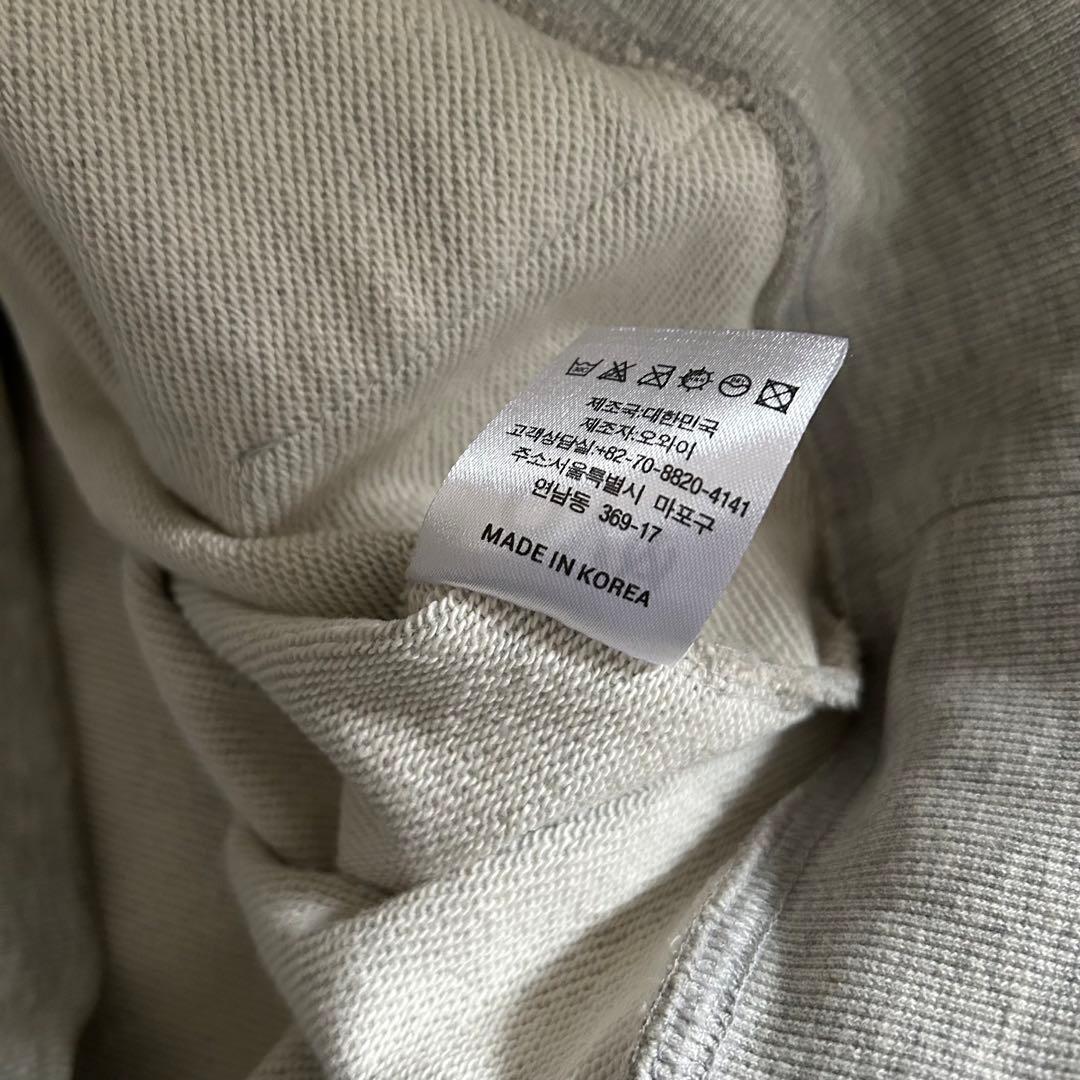 제조국:대한민국
제조자:오와이
고객상담실:+82-70-8820-4141
주소:서울특별시 마포구
연남동 369-17
MADE IN KOREA